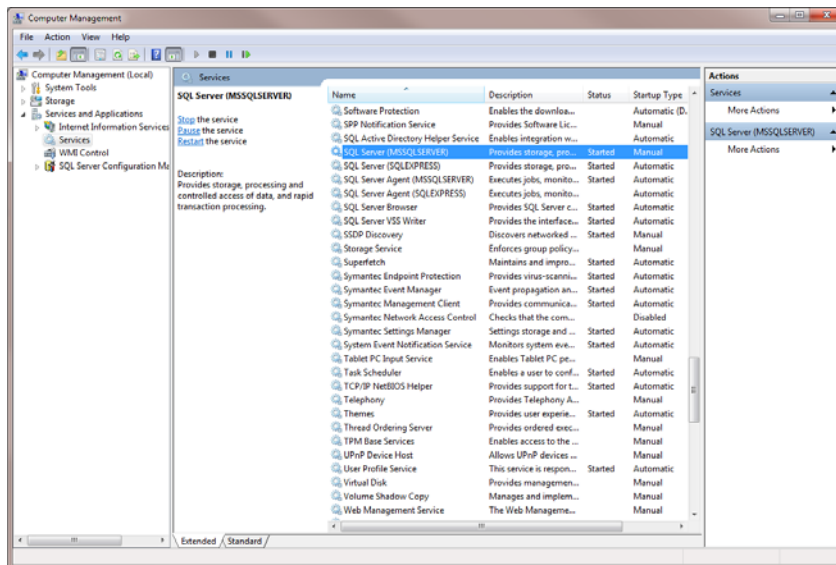 Computer Management
File Action View Help
Computer Management (Local)
System Tools
Storage
Services and Applications
Internet Information Services
Services
WMI Control
SQL Server Configuration Ma
Services
SQL Server (MSSQLSERVER)
Stop the service
Pause the service
Restart the service
Description:
Provides storage, processing and
controlled access of data, and rapid
transaction processing.
Name Description Status Startup Type
Software Protection Enables the downloa... Automatic (D.
SPP Notification Service Provides Software Lic... Manual
SQL Active Directory Helper Service Enables integration w... Automatic
SQL Server (MSSQLSERVER) Provides storage, pro... Started Manual
SQL Server (SQLEXPRESS) Provides storage, pro... Started Automatic
SQL Server Agent (MSSQLSERVER) Executes jobs, monito... Started Automatic
SQL Server Agent (SQLEXPRESS) Executes jobs, monito... Automatic
SQL Server Browser Provides SQL Server c... Started Automatic
SQL Server VSS Writer Provides the interface... Started Automatic
SSDP Discovery Discovers networked ... Started Manual
Storage Service Enforces group policy... Manual
Superfetch Maintains and impro... Started Automatic
Symantec Endpoint Protection Provides virus-scanni... Started Automatic
Symantec Event Manager Event propagation an... Started Automatic
Symantec Management Client Provides communica... Started Automatic
Symantec Network Access Control Checks that the com... Disabled
Symantec Settings Manager Settings storage and ... Started Automatic
System Event Notification Service Monitors system eve... Started Automatic
Tablet PC Input Service Enables Tablet PC pe... Manual
Task Scheduler Enables a user to conf... Started Automatic
TCP/IP NetBIOS Helper Provides support for t... Started Automatic
Telephony Provides Telephony A... Manual
Themes Provides user experie... Started Automatic
Thread Ordering Server Provides ordered exec... Manual
TPM Base Services Enables access to the ... Manual
UPnP Device Host Allows UPnP devices ... Manual
User Profile Service This service is respon... Started Automatic
Virtual Disk Provides managemen... Manual
Volume Shadow Copy Manages and implem... Manual
Web Management Service The Web Manageme... Manual
Extended Standard
Actions
Services
More Actions
SQL Server (MSSQLSERVER)
More Actions